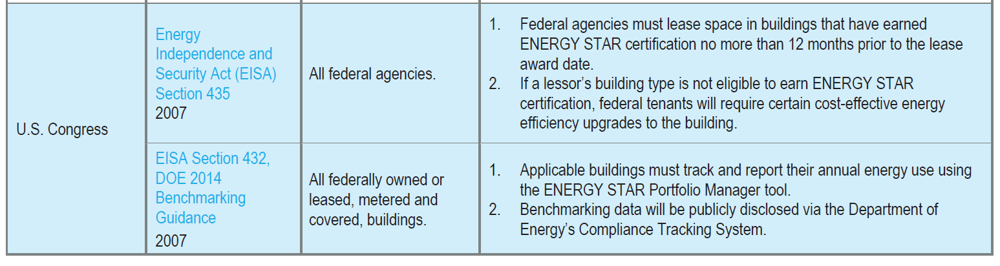 U.S. Congress
Energy
Independence and
Security Act (EISA)
Section 435
2007
All federal agencies.
1. Federal agencies must lease space in buildings that have earned
ENERGY STAR certification no more than 12 months prior to the lease
award date.
2. If a lessor's building type is not eligible to earn ENERGY STAR
certification, federal tenants will require certain cost-effective energy
efficiency upgrades to the building.
EISA Section 432,
DOE 2014
Benchmarking
Guidance
2007
All federally owned or
leased, metered and
covered, buildings.
1. Applicable buildings must track and report their annual energy use using
the ENERGY STAR Portfolio Manager tool.
2. Benchmarking data will be publicly disclosed via the Department of
Energy's Compliance Tracking System.